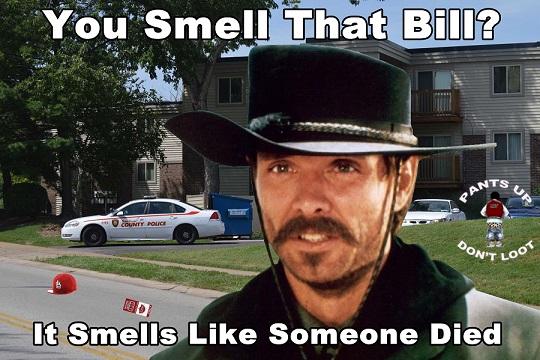 You Smell That Bill?
COUNTY POLICE
PANTS UP
DON'T LOOT
It Smells Like Someone Died